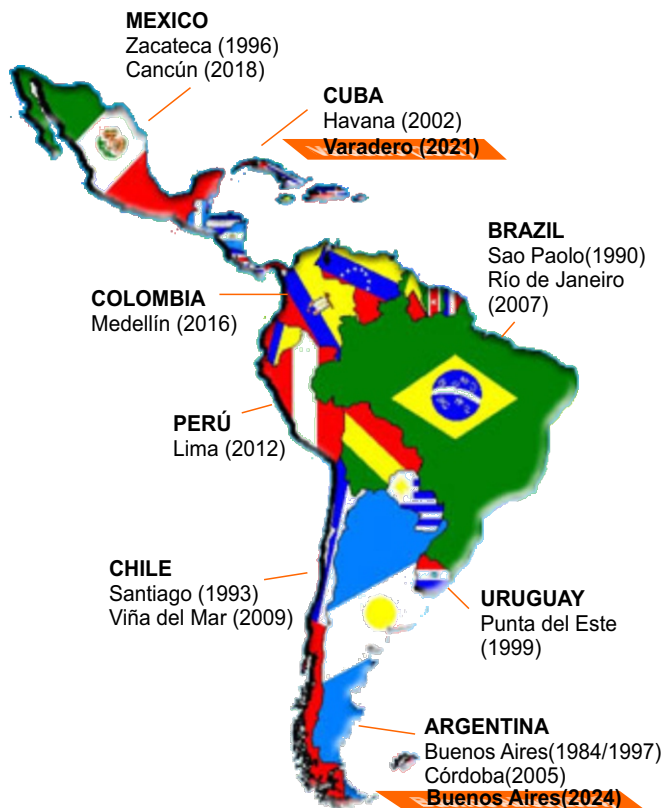 MEXICO
Zacateca (1996)
Cancún (2018)
CUBA
Havana (2002)
Varadero (2021)
BRAZIL
Sao Paolo(1990)
Río de Janeiro
(2007)
COLOMBIA
Medellín (2016)
PERÚ
Lima (2012)
CHILE
Santiago (1993)
Viña del Mar (2009)
URUGUAY
Punta del Este
(1999)
ARGENTINA
Buenos Aires(1984/1997)
Córdoba(2005)
Buenos Aires(2024)